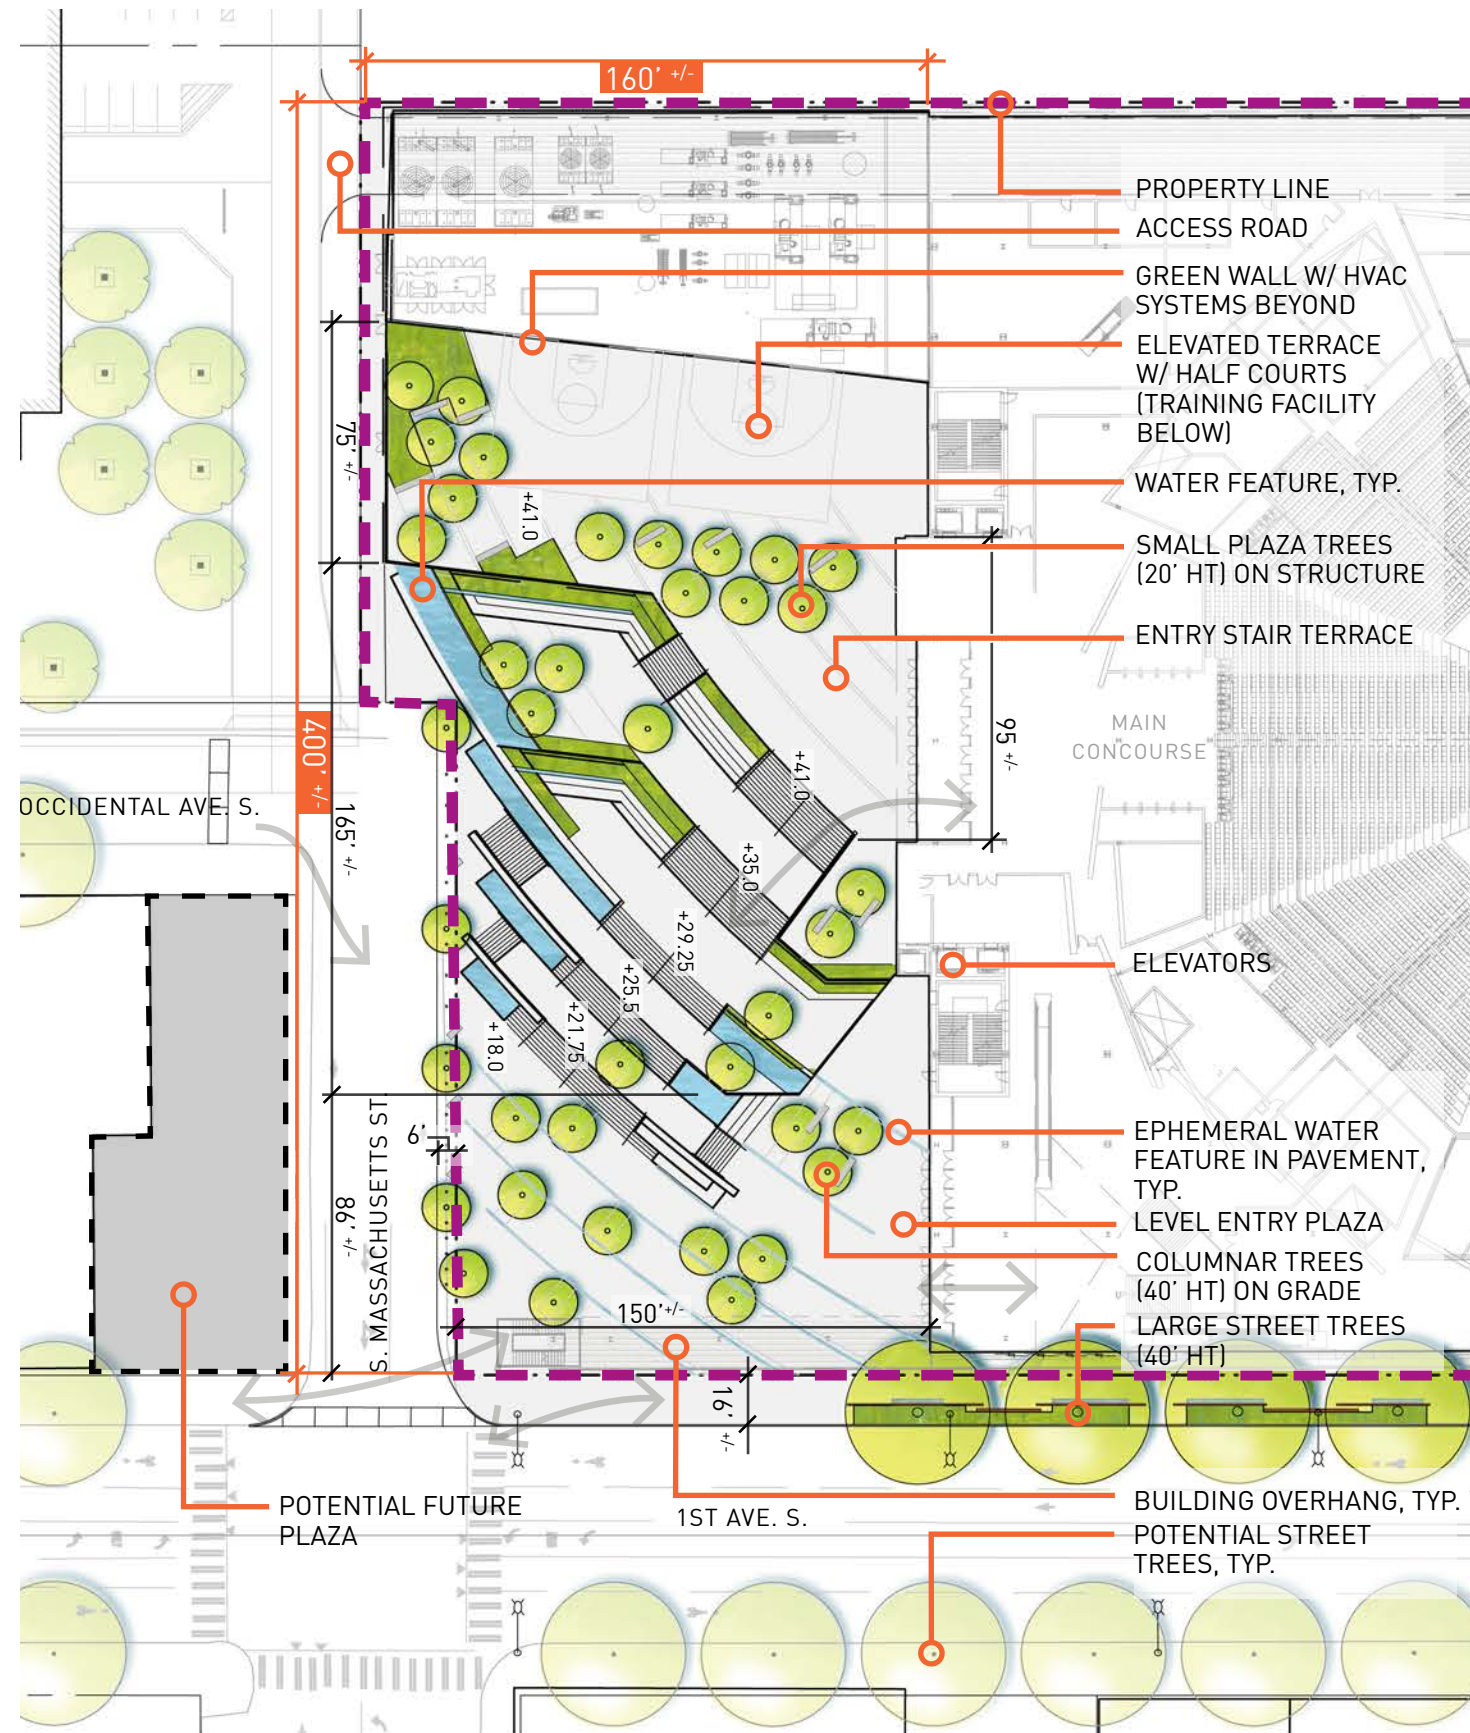 160' +/-
PROPERTY LINE
ACCESS ROAD
GREEN WALL W/ HVAC
SYSTEMS BEYOND
ELEVATED TERRACE
W/ HALF COURTS
(TRAINING FACILITY
BELOW)
75' +/-
WATER FEATURE, TYP.
+41.0
SMALL PLAZA TREES
(20' HT) ON STRUCTURE
ENTRY STAIR TERRACE
400' +/-
95 +/-
MAIN
CONCOURSE
+41.0
OCCIDENTAL AVE. S.
165' +/-
+35.0
+29.25
+25.5
+21.75
+18.0
ELEVATORS
6'
S. MASSACHUSETTS ST.
86' +/-
EPHEMERAL WATER
FEATURE IN PAVEMENT,
TYP.
LEVEL ENTRY PLAZA
COLUMNAR TREES
(40' HT) ON GRADE
150' +/-
LARGE STREET TREES
(40' HT)
16' +/-
POTENTIAL FUTURE
PLAZA
1ST AVE. S.
BUILDING OVERHANG, TYP.
POTENTIAL STREET
TREES, TYP.